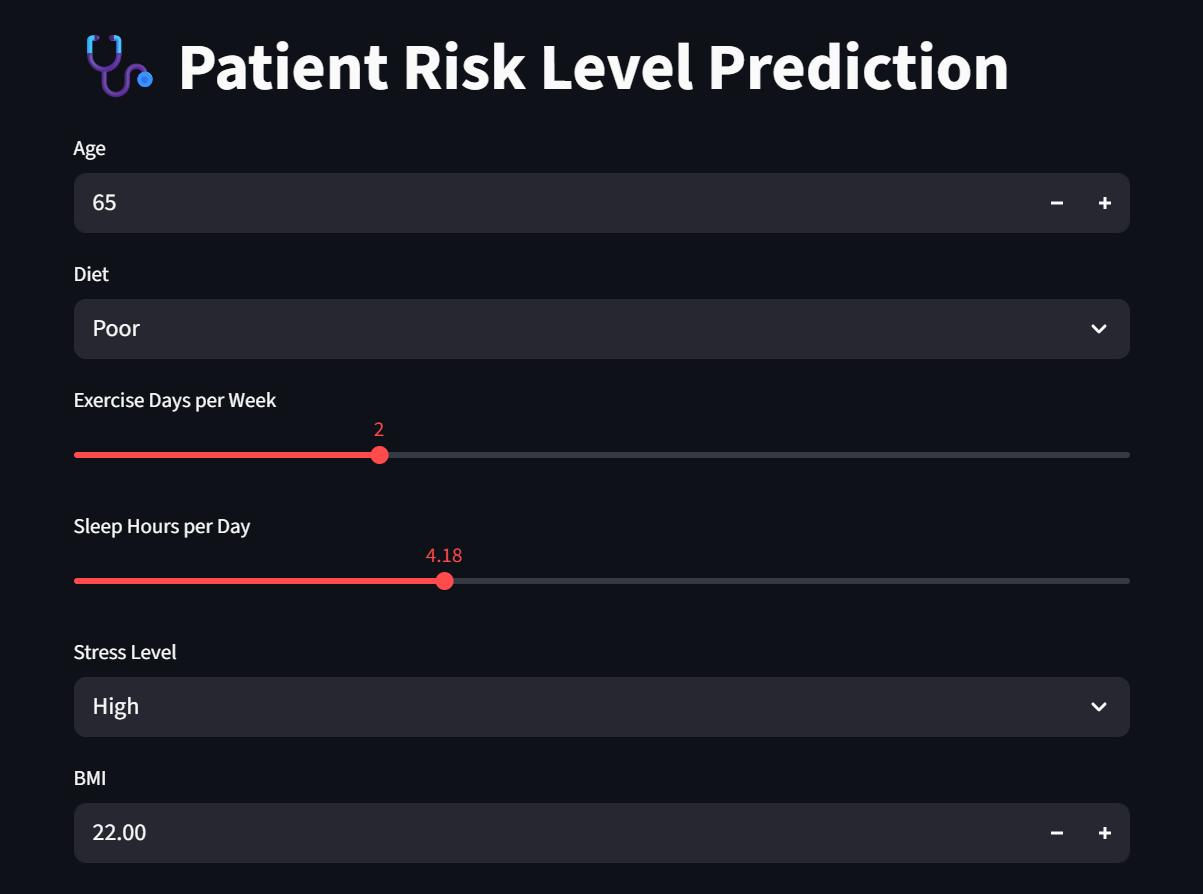 Patient Risk Level Prediction
Age
65
Diet
Poor
Exercise Days per Week
2
Sleep Hours per Day
4.18
Stress Level
High
BMI
22.00